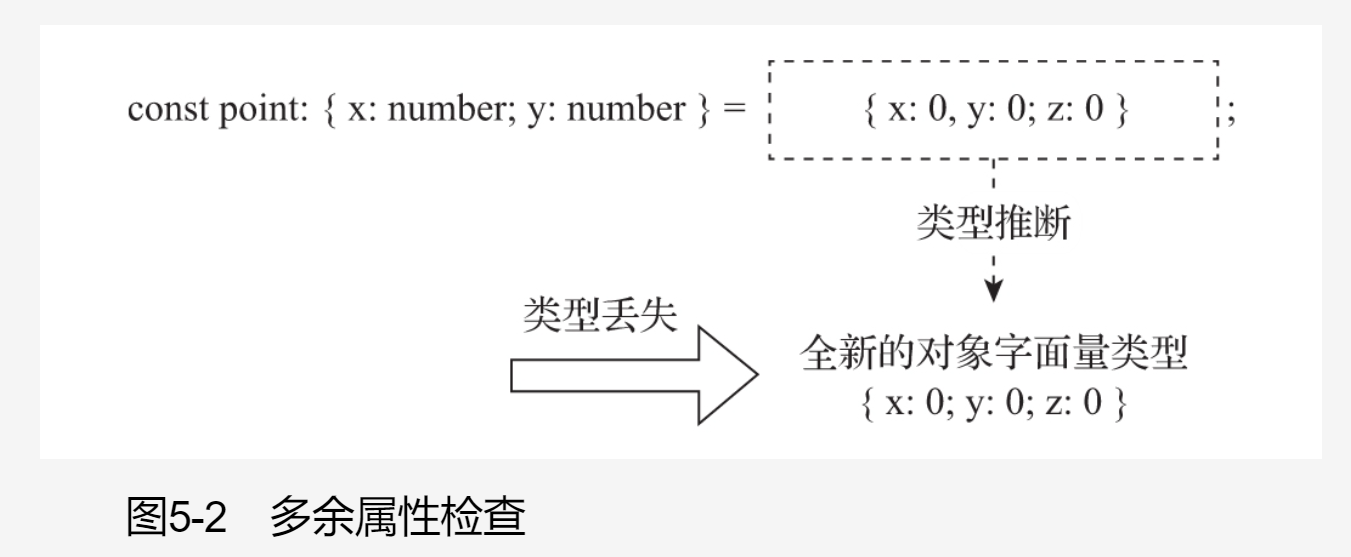 const point: { x: number; y: number } = { x: 0, y: 0; z: 0 } ;
类型推断
类型丢失
全新的对象字面量类型
{ x: 0; y: 0; z: 0 }
图5-2 多余属性检查